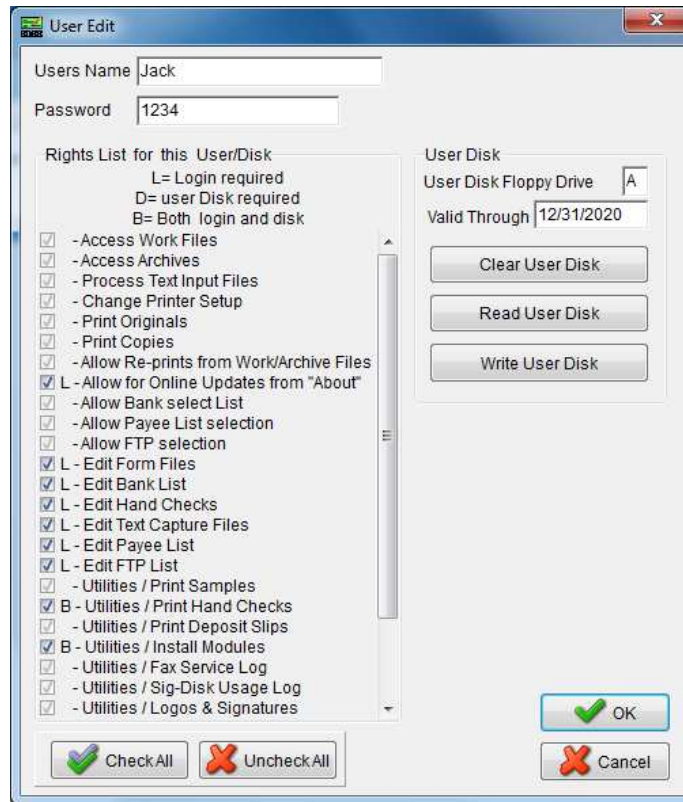 User Edit
Users Name Jack
Password 1234
Rights List for this User/Disk
L= Login required
D= user Disk required
B= Both login and disk
- Access Work Files
- Access Archives
- Process Text Input Files
- Change Printer Setup
- Print Originals
- Print Copies
- Allow Re-prints from Work/Archive Files
L - Allow for Online Updates from "About"
- Allow Bank select List
- Allow Payee List selection
- Allow FTP selection
L - Edit Form Files
L - Edit Bank List
L - Edit Hand Checks
L - Edit Text Capture Files
L - Edit Payee List
L - Edit FTP List
- Utilities / Print Samples
B - Utilities / Print Hand Checks
- Utilities / Print Deposit Slips
B - Utilities / Install Modules
- Utilities / Fax Service Log
- Utilities / Sig-Disk Usage Log
- Utilities / Logos & Signatures
Check All
Uncheck All
User Disk
User Disk Floppy Drive A
Valid Through 12/31/2020
Clear User Disk
Read User Disk
Write User Disk
OK
Cancel